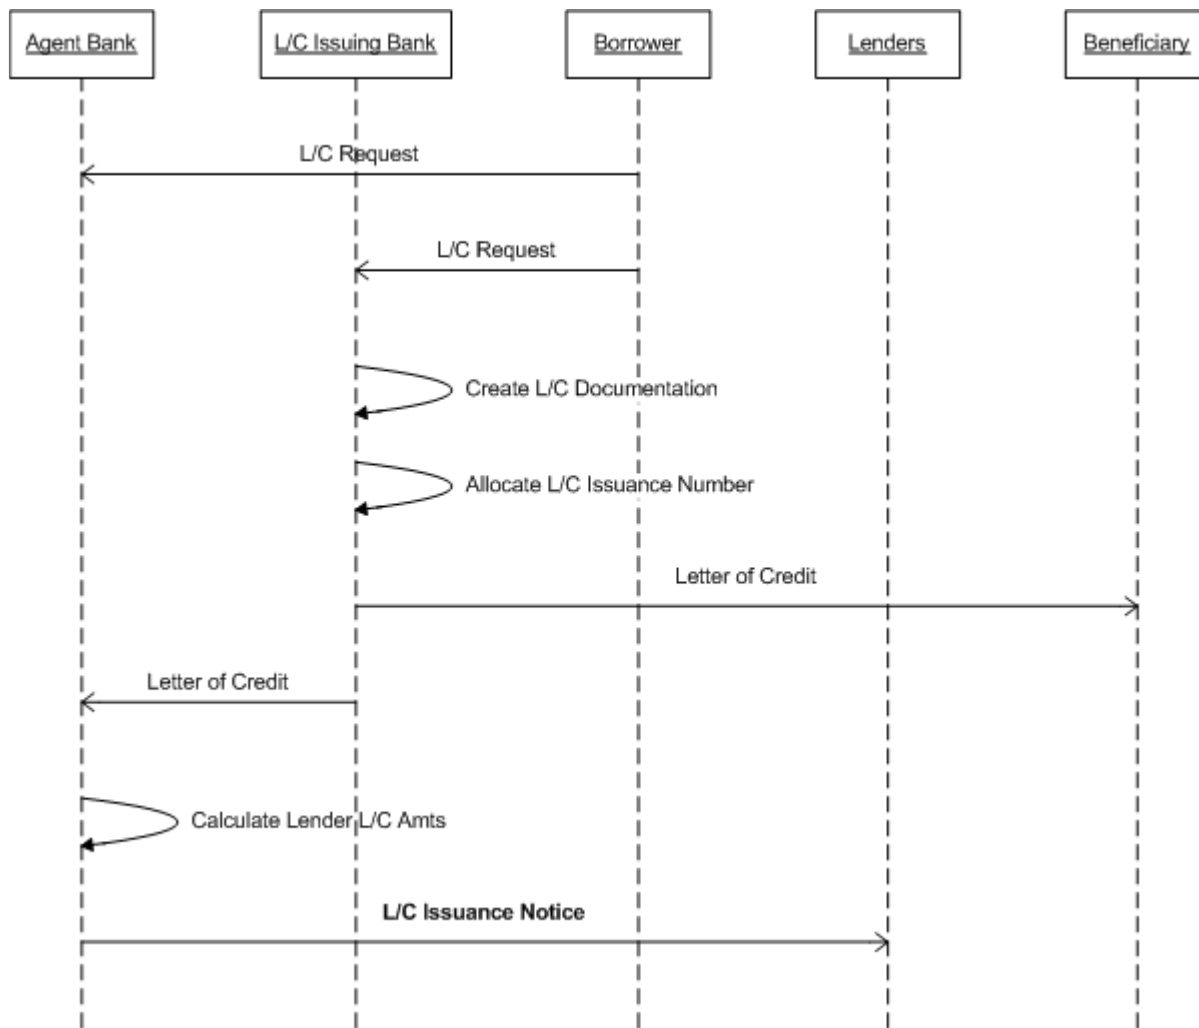 Agent Bank
L/C Issuing Bank
Borrower
Lenders
Beneficiary
L/C Request
L/C Request
Create L/C Documentation
Allocate L/C Issuance Number
Letter of Credit
Letter of Credit
Calculate Lender L/C Amts
L/C Issuance Notice